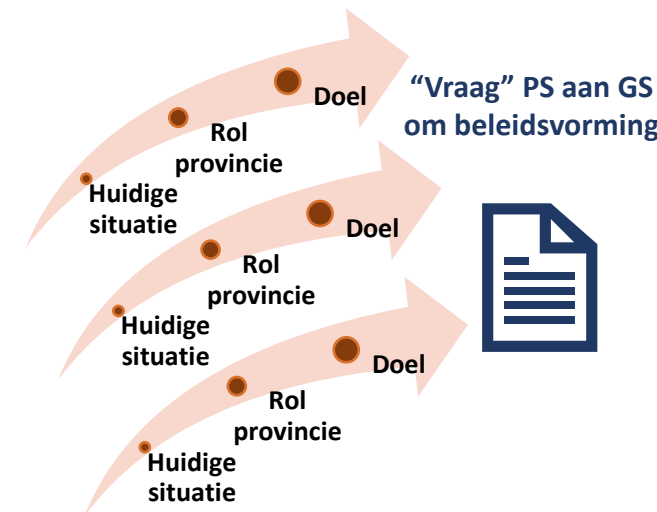 “Vraag” PS aan GS
om beleidsvorming
Doel
Rol
provincie
Huidige
situatie
Doel
Rol
provincie
Huidige
situatie
Doel
Rol
provincie
Huidige
situatie